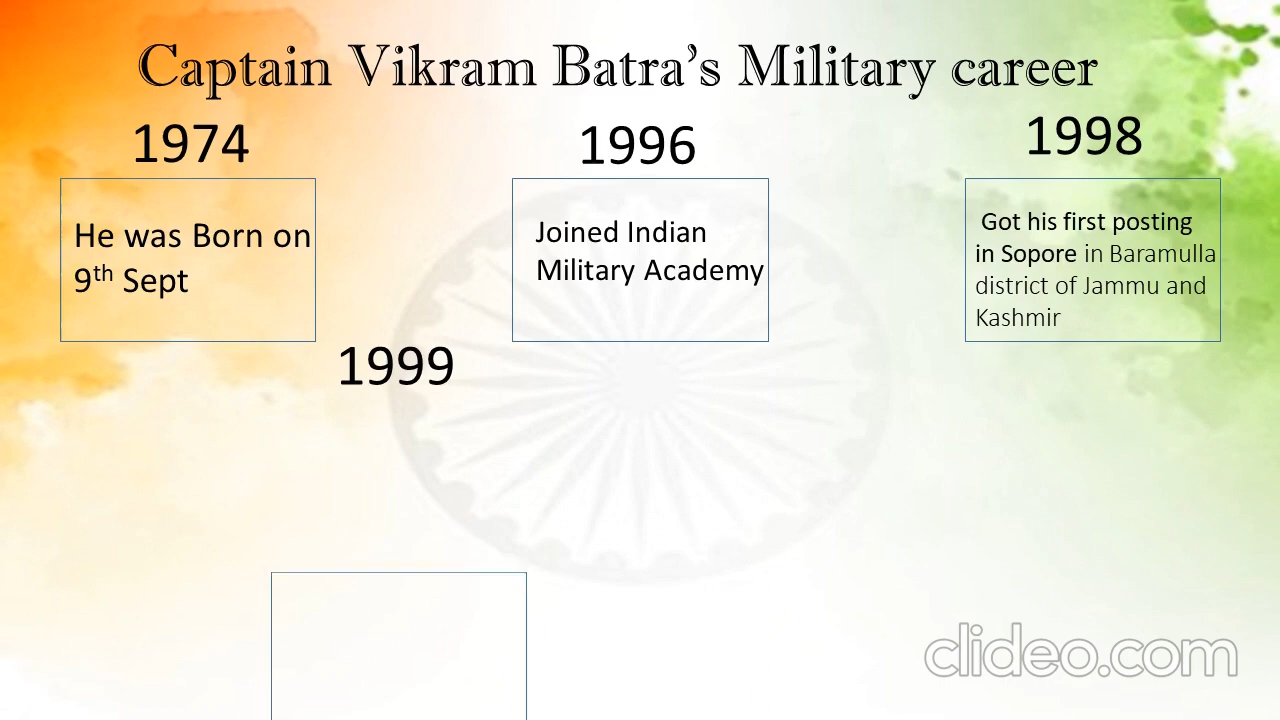 Captain Vikram Batra’s Military career
1974
1996
1998
He was Born on
9th Sept
Joined Indian
Military Academy
Got his first posting
in Sopore in Baramulla
district of Jammu and
Kashmir
1999
clideo.com